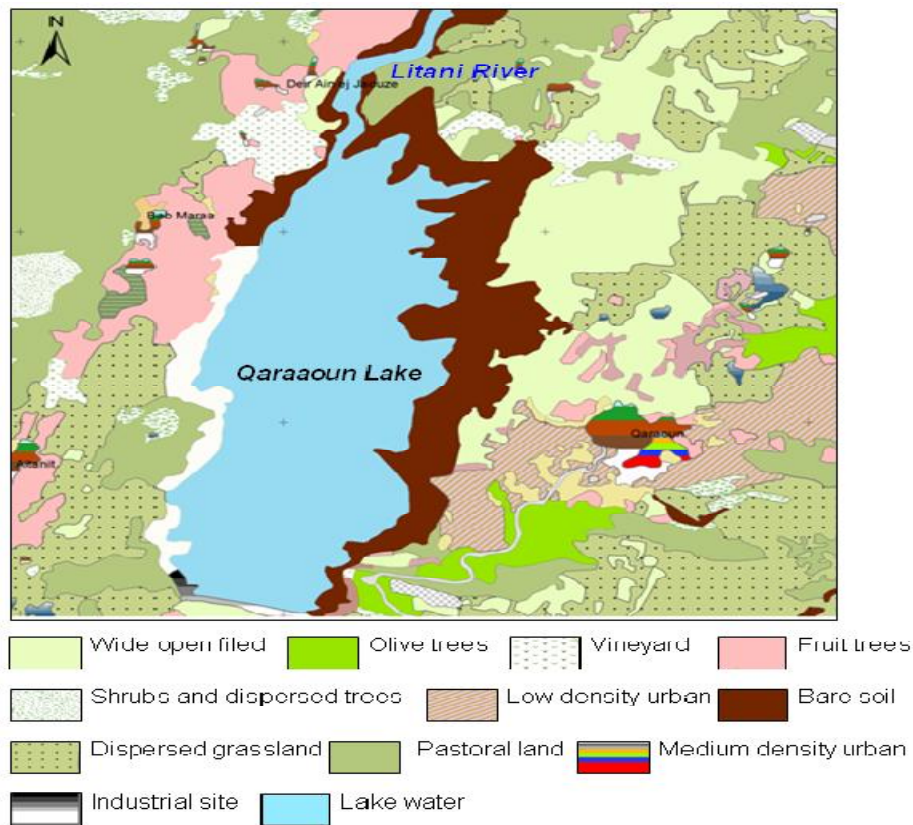 N
Litani River
Deir Ain ej Jaouze
Bab Maraa
Qaraaoun Lake
Qaraoun
Aitanit
Wide open filed Olive trees Vineyard Fruit trees
Shrubs and dispersed trees Low density urban Bare soil
Dispersed grassland Pastoral land Medium density urban
Industrial site Lake water